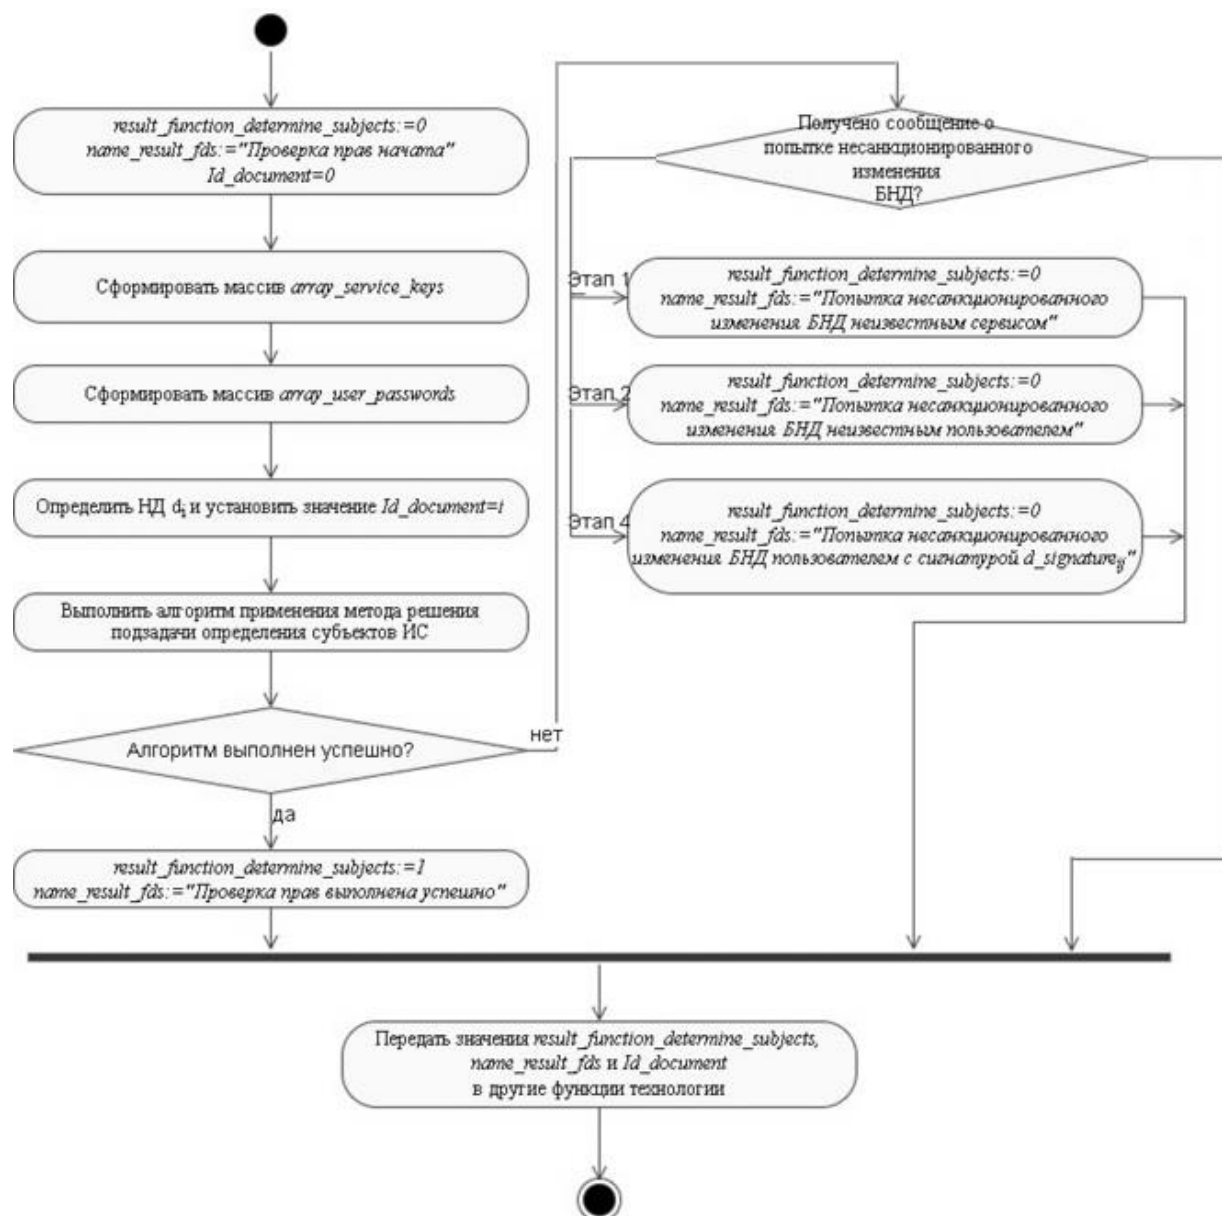 result_function_determine_subjects:=0
name_result_fds:="Проверка прав начата"
Id_document=0
Сформировать массив array_service_keys
Сформировать массив array_user_passwords
Определить НД dᵢ и установить значение Id_document=i
Выполнить алгоритм применения метода решения
подзадачи определения субъектов ИС
Алгоритм выполнен успешно?
нет
да
result_function_determine_subjects:=1
name_result_fds:="Проверка прав выполнена успешно"
Получено сообщение о
попытке несанкционированного
изменения
БНД?
Этап 1
result_function_determine_subjects:=0
name_result_fds:="Попытка несанкционированного
изменения БНД неизвестным сервисом"
Этап 2
result_function_determine_subjects:=0
name_result_fds:="Попытка несанкционированного
изменения БНД неизвестным пользователем"
Этап 4
result_function_determine_subjects:=0
name_result_fds:="Попытка несанкционированного
изменения БНД пользователем с сигнатурой d_signatureᵢⱼ"
Передать значения result_function_determine_subjects,
name_result_fds и Id_document
в другие функции технологии